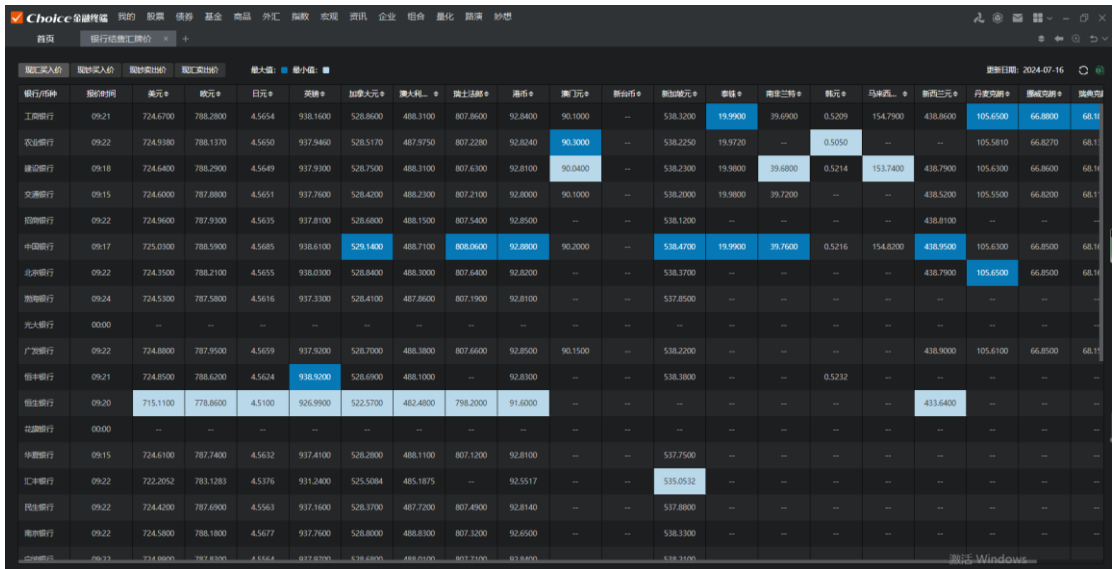 Choice金融终端 我的 股票 债券 基金 商品 外汇 指数 宏观 资讯 企业 组合 量化 路演 妙想
首页 银行结售汇牌价 × +
现汇买入价 现钞买入价 现钞卖出价 现汇卖出价 最大值: 最小值: 更新日期: 2024-07-16
银行/币种 报价时间 美元 欧元 日元 英镑 加拿大元 澳大利... 瑞士法郎 港币 澳门元 新台币 新加坡元 泰铢 南非兰特 韩元 马来西... 新西兰元 丹麦克朗 挪威克朗 瑞典克
工商银行 09:21 724.6700 788.2800 4.5654 938.1600 528.8600 488.3100 807.8600 92.8400 90.1000 -- 538.3200 19.9900 39.6900 0.5209 154.7900 438.8600 105.6500 66.8800 68.1
农业银行 09:22 724.9380 788.1370 4.5650 937.9460 528.5170 487.9750 807.2280 92.8240 90.3000 -- 538.2250 19.9720 -- 0.5050 -- -- 105.5810 66.8270 68.1
建设银行 09:18 724.6400 788.2900 4.5649 937.9300 528.7500 488.3100 807.6300 92.8100 90.0400 -- 538.2300 19.9800 39.6800 0.5214 153.7400 438.7900 105.6300 66.8600 68.1
交通银行 09:15 724.6000 787.8800 4.5651 937.7600 528.4200 488.2300 807.2100 92.8000 90.1000 -- 538.2000 19.9800 39.7200 -- -- 438.5200 105.5500 66.8200 68.1
招商银行 09:22 724.9600 787.9300 4.5635 937.8100 528.6800 488.1500 807.5400 92.8500 -- -- 538.1200 -- -- -- -- 438.8100 -- -- --
中国银行 09:17 725.0300 788.5900 4.5685 938.6100 529.1400 488.7100 808.0600 92.8800 90.2000 -- 538.4700 19.9900 39.7600 0.5216 154.8200 438.9500 105.6300 66.8500 68.1
北京银行 09:22 724.3500 788.2100 4.5655 938.0300 528.8400 488.3000 807.6400 92.8200 -- -- 538.3700 -- -- -- -- 438.7900 105.6500 66.8500 68.1
渤海银行 09:24 724.5300 787.5800 4.5616 937.3300 528.4100 487.8600 807.1900 92.8100 -- -- 537.8500 -- -- -- -- -- -- -- --
光大银行 00:00 -- -- -- -- -- -- -- -- -- -- -- -- -- -- -- -- -- -- --
广发银行 09:22 724.8800 787.9500 4.5659 937.9200 528.7000 488.3800 807.6600 92.8500 90.1500 -- 538.2200 -- -- -- -- 438.9000 105.6100 66.8500 68.1
恒丰银行 09:21 724.8500 788.6200 4.5624 938.9200 528.6900 488.1000 -- 92.8300 -- -- 538.3800 -- -- 0.5232 -- -- -- -- --
恒生银行 09:20 715.1100 778.8600 4.5100 926.9900 522.5700 482.4800 798.2000 91.6000 -- -- -- -- -- -- -- 433.6400 -- -- --
花旗银行 00:00 -- -- -- -- -- -- -- -- -- -- -- -- -- -- -- -- -- -- --
华夏银行 09:15 724.6100 787.7400 4.5632 937.4100 528.2800 488.1100 807.1200 92.8100 -- -- 537.7500 -- -- -- -- -- -- -- --
汇丰银行 09:22 722.2052 783.1283 4.5376 931.2400 525.5084 485.1875 -- 92.5517 -- -- 535.0532 -- -- -- -- -- -- -- --
民生银行 09:22 724.4200 787.6900 4.5563 937.1600 528.3700 487.7200 807.4900 92.8140 -- -- 537.8800 -- -- -- -- -- -- -- --
南京银行 09:22 724.5800 788.1800 4.5677 937.7600 528.8000 488.8300 807.3200 92.6500 -- -- 538.3300 -- -- -- -- -- -- -- --
激活 Windows